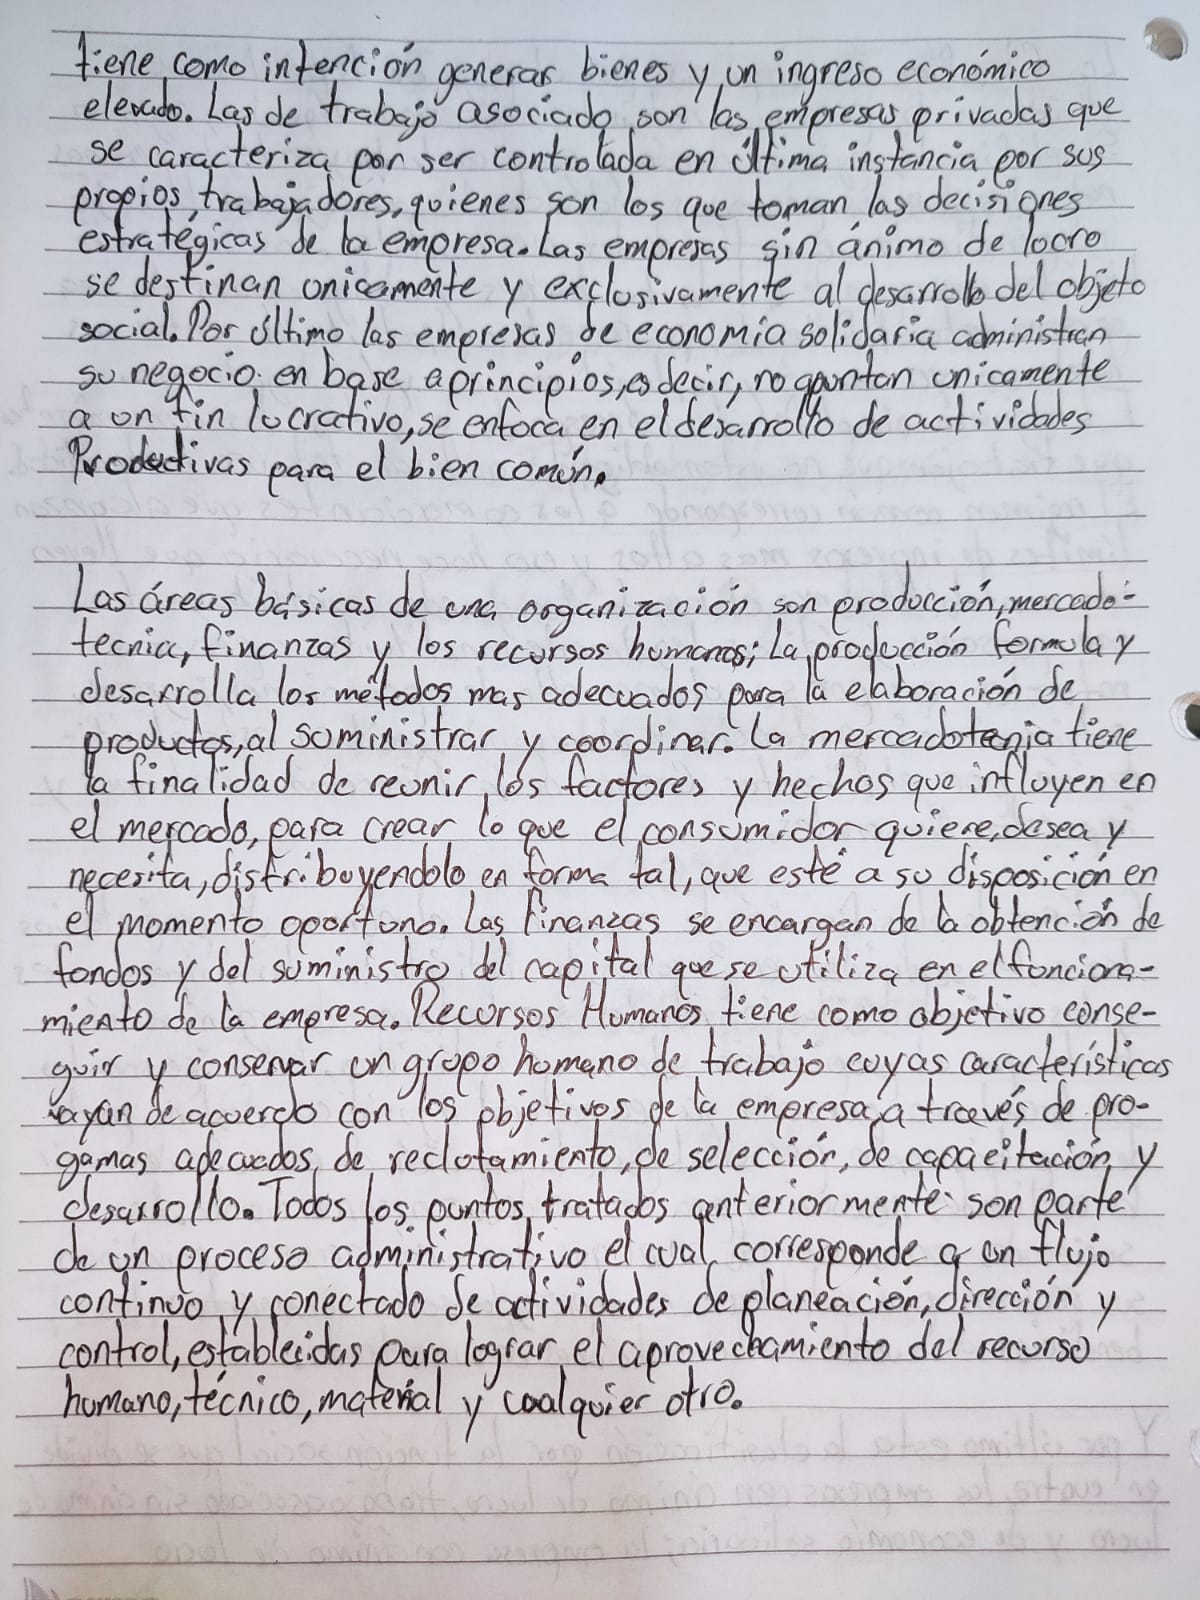 tiene como intención generar bienes y un ingreso económico
elevado. Las de trabajo asociado son las empresas privadas que
se caracteriza por ser controlada en última instancia por sus
propios trabajadores, quienes son los que toman las decisiones
estratégicas de la empresa. Las empresas sin ánimo de lucro
se destinan unicamente y exclusivamente al desarrollo del objeto
social. Por último las empresas de economía solidaria administran
su negocio en base a principios, es decir, no apuntan unicamente
a un fin lucrativo, se enfoca en el desarrollo de actividades
Productivas para el bien común.
Las áreas básicas de una organización son producción, mercado-
tecnia, finanzas y los recursos humanos; La producción formula y
desarrolla los métodos mas adecuados para la elaboración de
productos, al suministrar y coordinar. La mercadotecnia tiene
la finalidad de reunir los factores y hechos que influyen en
el mercado, para crear lo que el consumidor quiere, desea y
necesita, distribuyendolo en forma tal, que esté a su disposición en
el momento oportuno. Las finanzas se encargan de la obtención de
fondos y del suministro del capital que se utiliza en el funciona-
miento de la empresa. Recursos Humanos tiene como objetivo conse-
guir y conservar un grupo humano de trabajo cuyas características
vayan de acuerdo con los objetivos de la empresa, a través de pro-
gamas adecuados de reclutamiento, de selección, de capacitación y
desarrollo. Todos los puntos tratados anteriormente son parte
de un proceso administrativo el cual corresponde a un flujo
continuo y conectado de actividades de planeación, dirección y
control, establecidas para lograr el aprovechamiento del recurso
humano, técnico, material y cualquier otro.